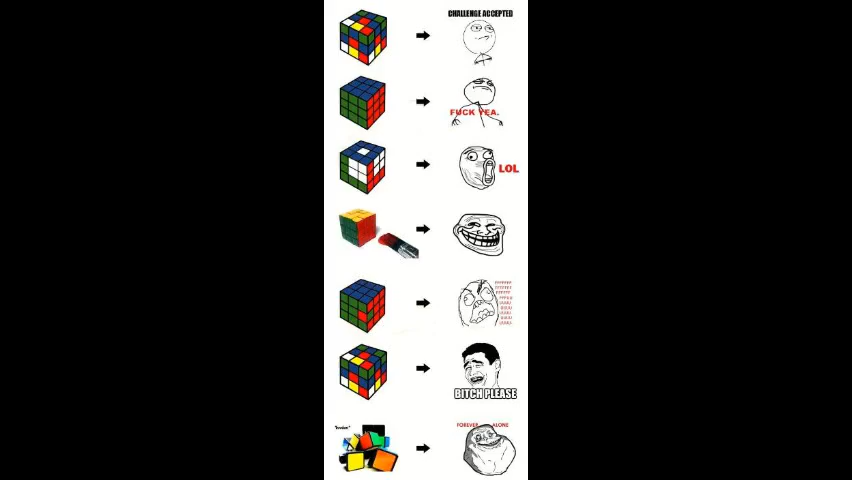 CHALLENGE ACCEPTED
FUCK YEA.
LOL
BITCH PLEASE
FOREVER ALONE